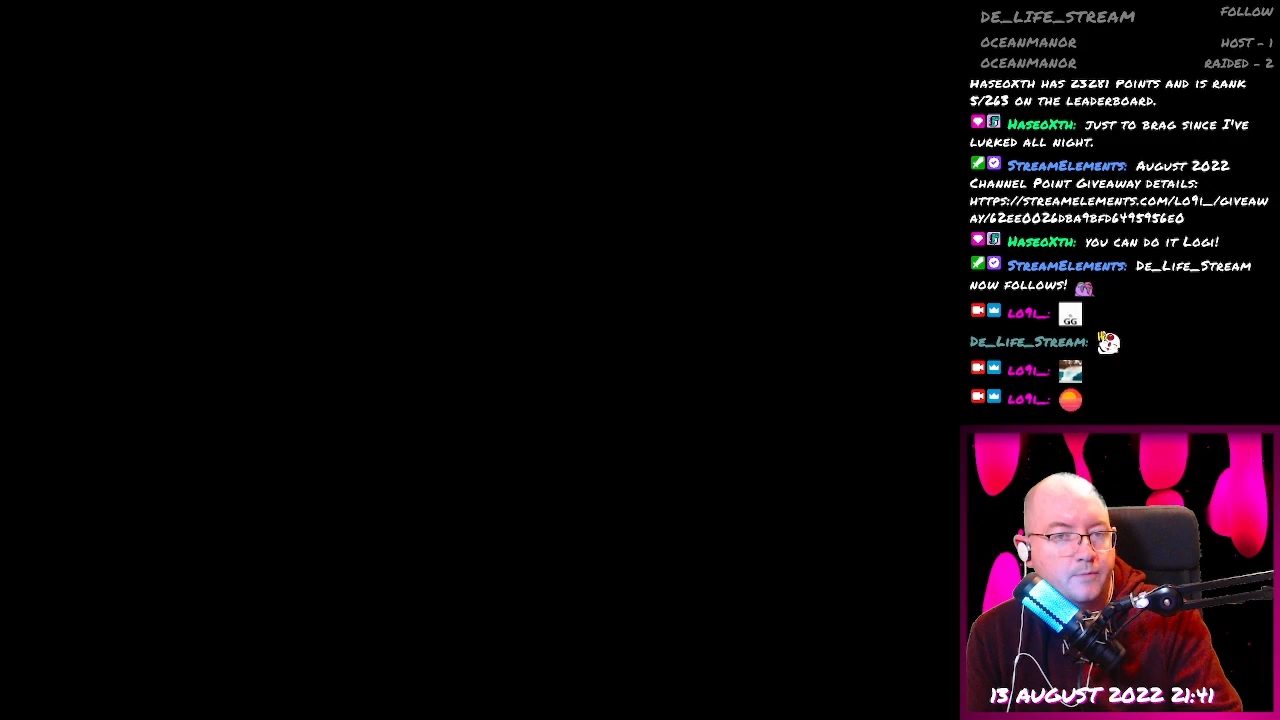 DE_LIFE_STREAM FOLLOW
OCEANMANOR HOST - 1
OCEANMANOR RAIDED - 2
HASEOXTH HAS 23281 POINTS AND IS RANK
5/263 ON THE LEADERBOARD.
HASEOXTH: JUST TO BRAG SINCE I'VE
LURKED ALL NIGHT.
STREAMELEMENTS: AUGUST 2022
CHANNEL POINT GIVEAWAY DETAILS:
HTTPS://STREAMELEMENTS.COM/LO9I_/GIVEAW
AY/62EE0026DBA9BFD6495956E0
HASEOXTH: YOU CAN DO IT LOGI!
STREAMELEMENTS: DE_LIFE_STREAM
NOW FOLLOWS!
LO9I_: GG
DE_LIFE_STREAM:
LO9I_:
LO9I_:
13 AUGUST 2022 21:41